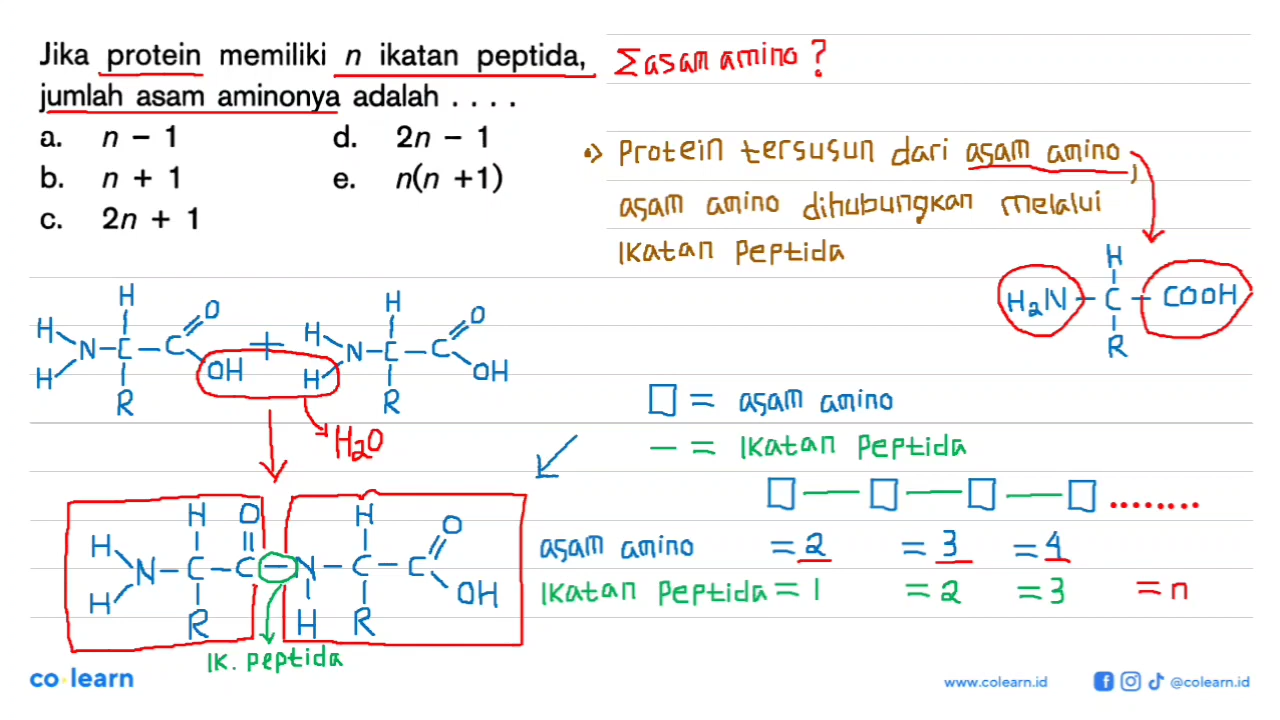 Jika protein memiliki n ikatan peptida,
jumlah asam aminonya adalah . . . .
a. n − 1
b. n + 1
c. 2n + 1
d. 2n − 1
e. n(n +1)
Σasam amino ?
Protein tersusun dari asam amino,
asam amino dihubungkan melalui
Ikatan Peptida
H
H2N − C − COOH
R
H H O
H N − C − C OH
R
+
H H O
H N − C − C OH
R
H2O
H H O H O
H N − C − C − N − C − C OH
R H R
IK. peptida
□ = asam amino
— = Ikatan Peptida
□ — □ — □ — □ ........
asam amino = 2 = 3 = 4
Ikatan Peptida = 1 = 2 = 3 = n
co learn
www.colearn.id
@colearn.id